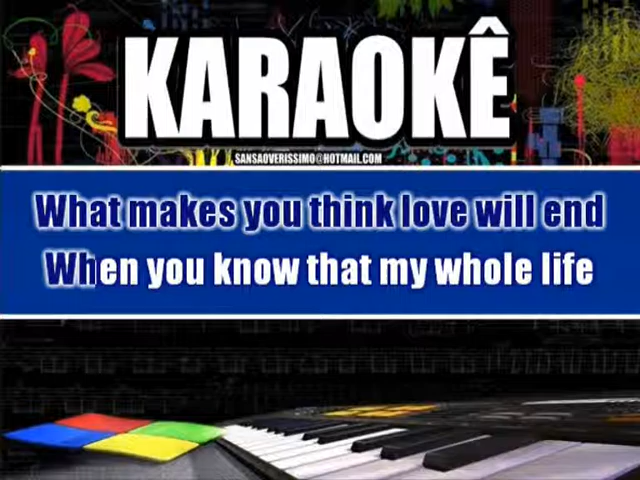 KARAOKÊ
SANSAOVERISSIMO@HOTMAIL.COM
What makes you think love will end
When you know that my whole life